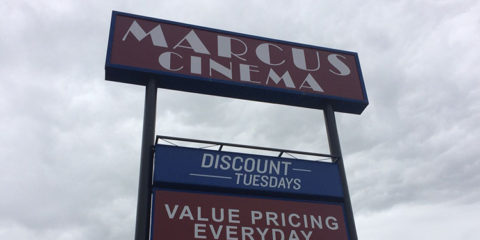 MARCUS
CINEMA
DISCOUNT
TUESDAYS
VALUE PRICING
EVERYDAY